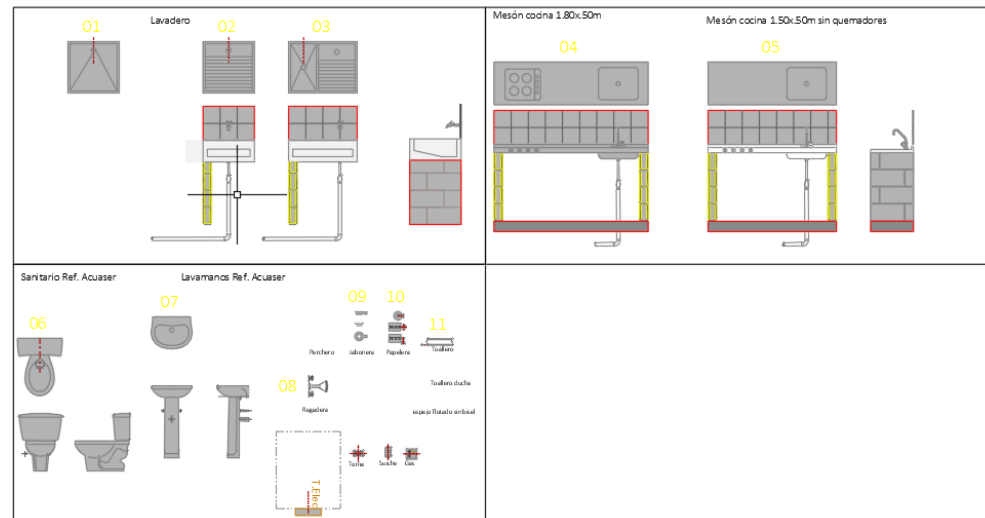 Lavadero
01
02
03
Mesón cocina 1.80x.50m
Mesón cocina 1.50x.50m sin quemadores
04
05
Sanitario Ref. Acuaser
Lavamanos Ref. Acuaser
06
07
09
10
11
Perchero
Jabonera
Papelera
Toallero
08
Regadera
Toallero ducha
espejo flotado sin bisel
Toma
Suiche
Gas
T.Elec